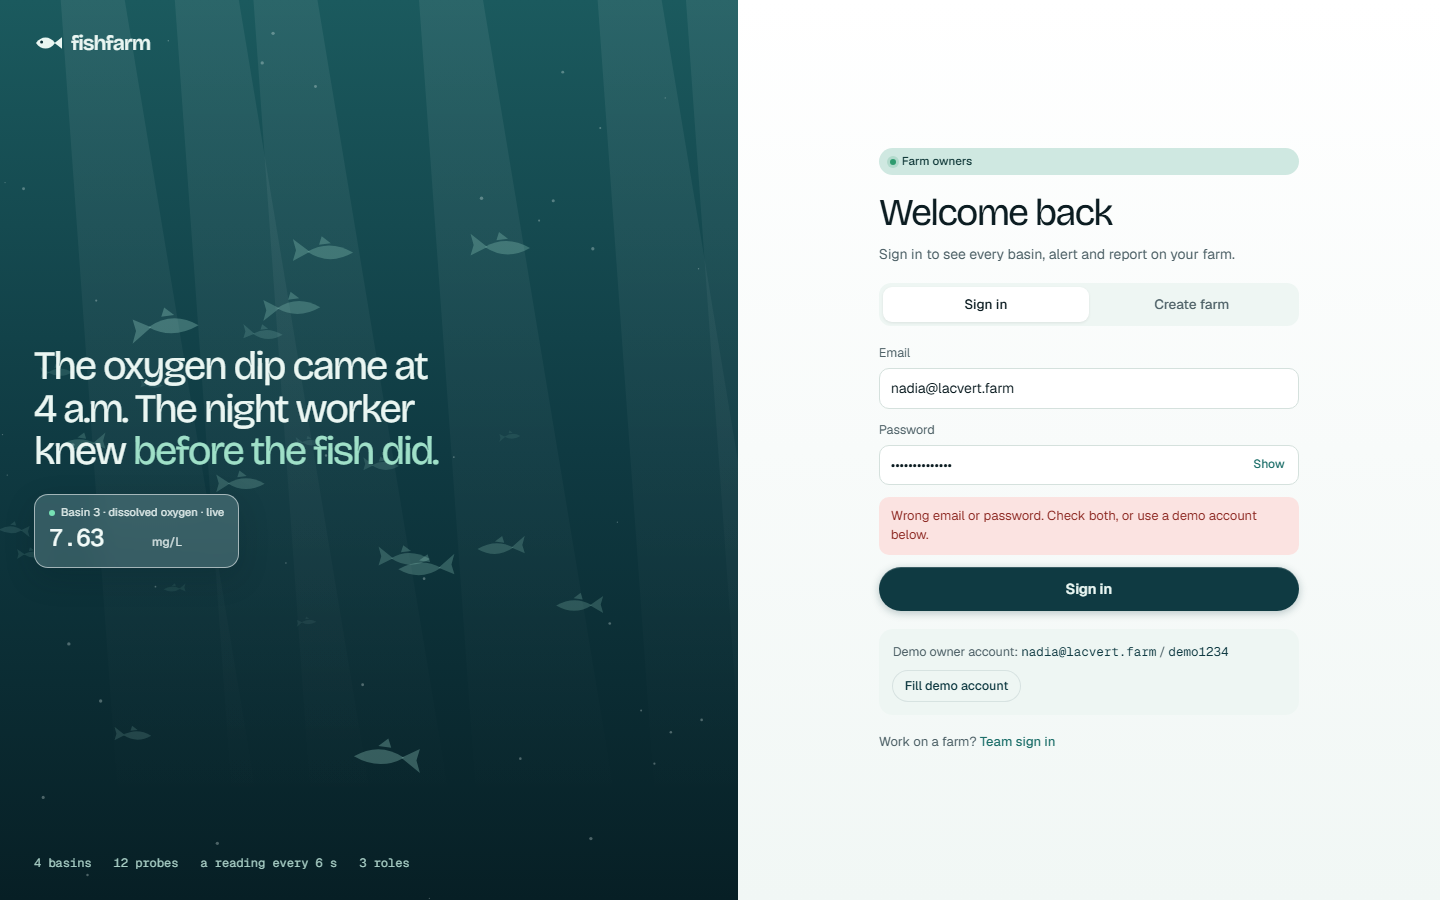 fishfarm
The oxygen dip came at
4 a.m. The night worker
knew before the fish did.
Basin 3 · dissolved oxygen · live
7.63 mg/L
4 basins 12 probes a reading every 6 s 3 roles
Farm owners
Welcome back
Sign in to see every basin, alert and report on your farm.
Sign in Create farm
Email
nadia@lacvert.farm
Password
•••••••••••••• Show
Wrong email or password. Check both, or use a demo account
below.
Sign in
Demo owner account: nadia@lacvert.farm / demo1234
Fill demo account
Work on a farm? Team sign in